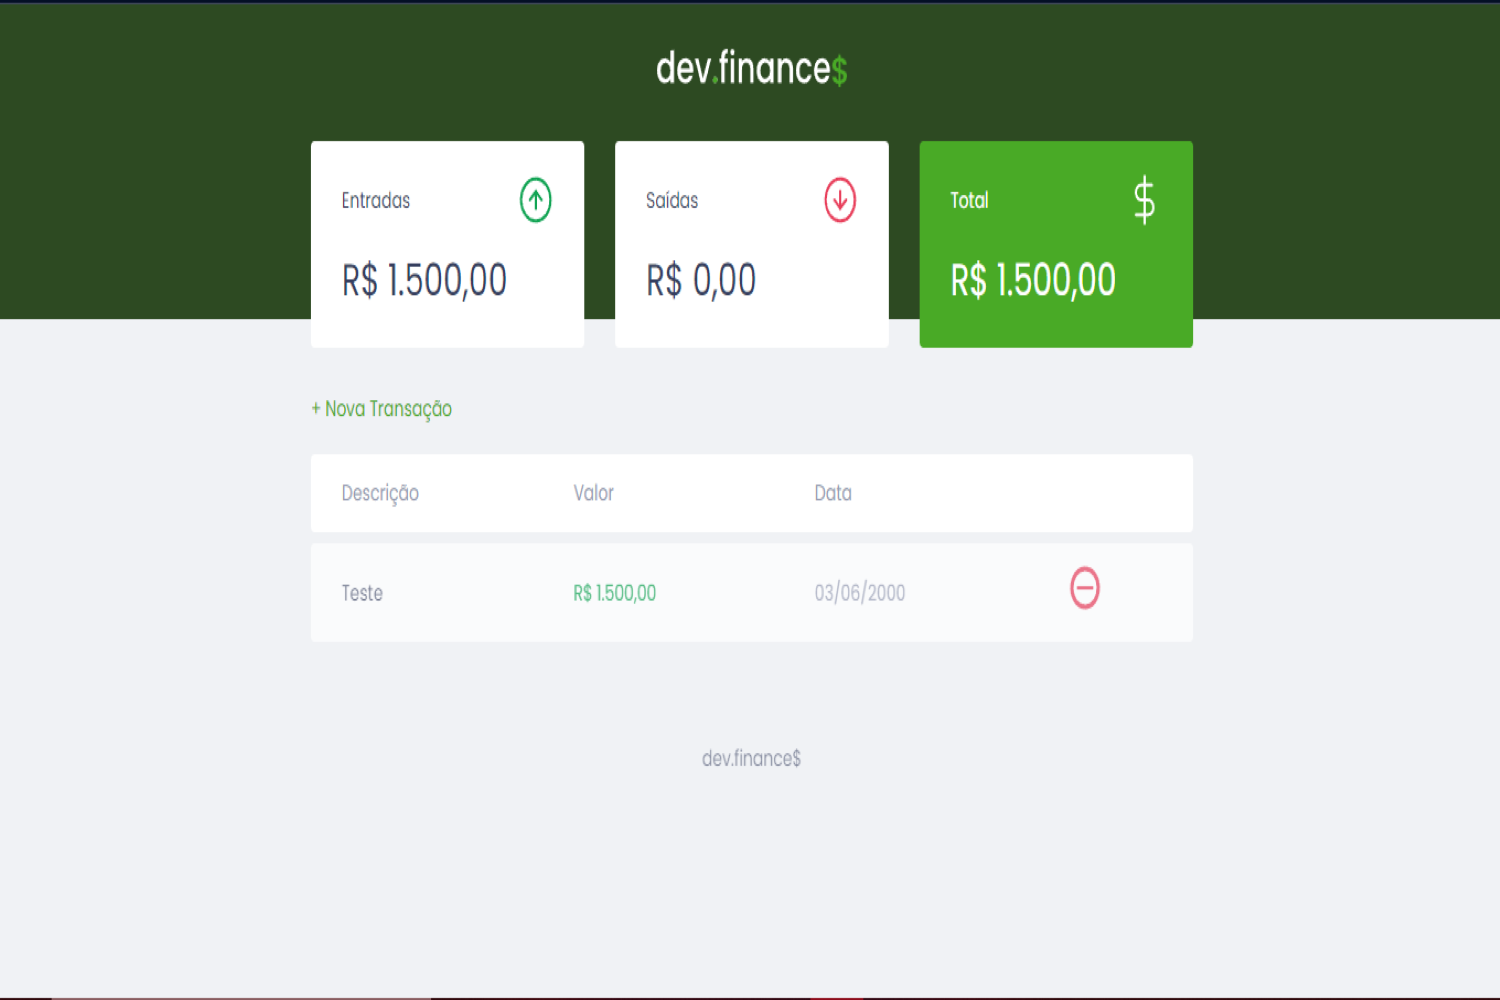 dev.finance$
Entradas
R$ 1.500,00
Saídas
R$ 0,00
Total
R$ 1.500,00
+ Nova Transação
Descrição Valor Data
Teste R$ 1.500,00 03/06/2000
dev.finance$